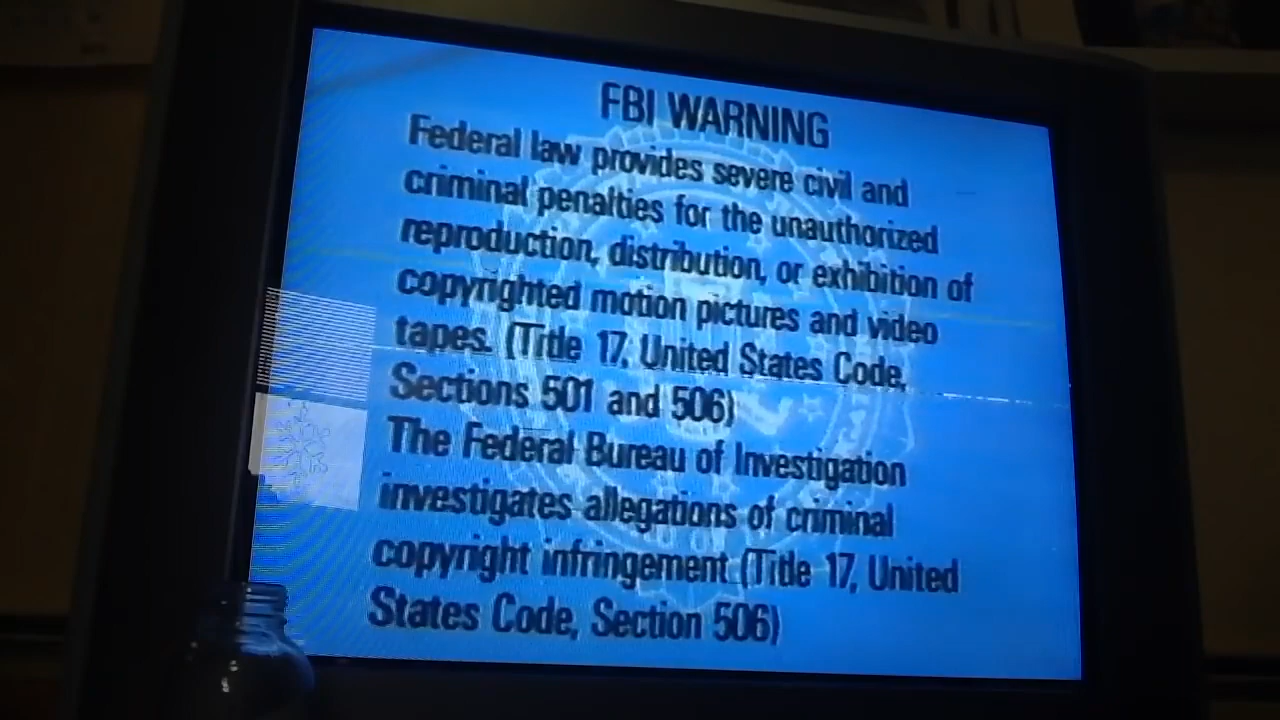 FBI WARNING
Federal law provides severe civil and
criminal penalties for the unauthorized
reproduction, distribution, or exhibition of
copyrighted motion pictures and video
tapes. (Title 17, United States Code,
Sections 501 and 506)
The Federal Bureau of Investigation
investigates allegations of criminal
copyright infringement (Title 17, United
States Code, Section 506)